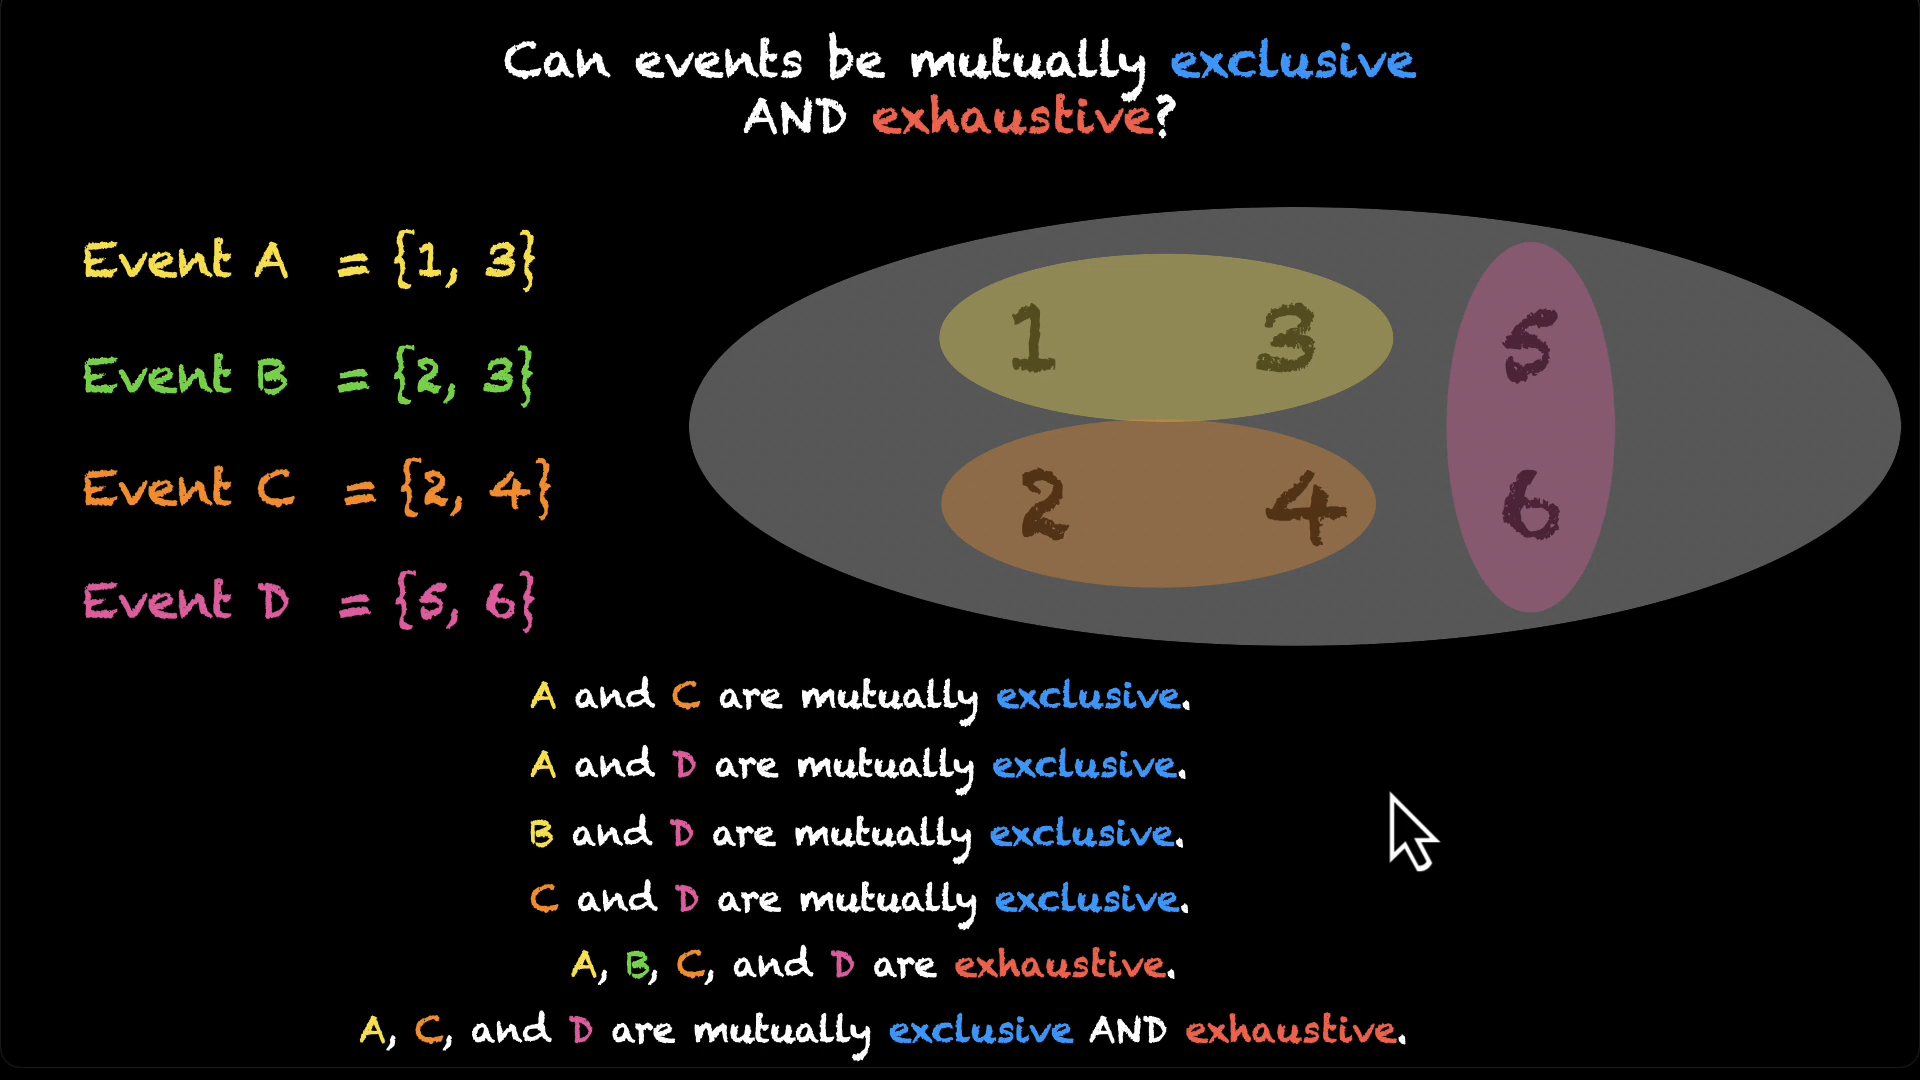 Can events be mutually exclusive
AND exhaustive?
Event A = {1, 3}
Event B = {2, 3}
Event C = {2, 4}
Event D = {5, 6}
1 3 5
2 4 6
A and C are mutually exclusive.
A and D are mutually exclusive.
B and D are mutually exclusive.
C and D are mutually exclusive.
A, B, C, and D are exhaustive.
A, C, and D are mutually exclusive AND exhaustive.